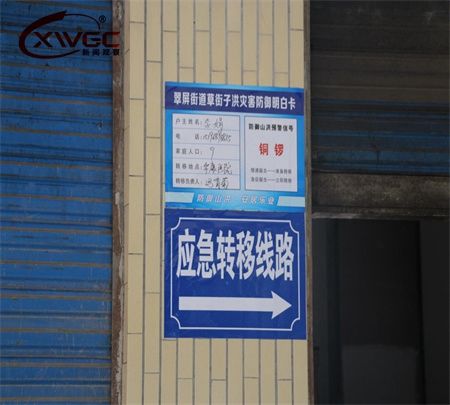 XWGC®
新闻观察
翠屏街道草街子洪灾害防御明白卡
户主姓名:
电 话:
家庭人口: 9
转移地点:
转移负责人:
防御山洪预警信号
铜锣
防御山洪 安居乐业
应急转移线路